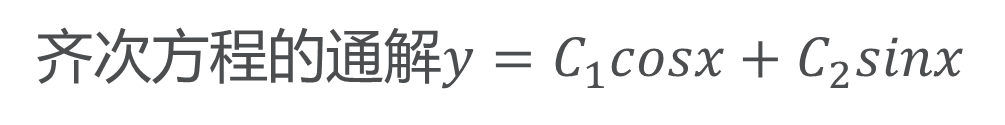 齐次方程的通解y = C₁cosx + C₂sinx